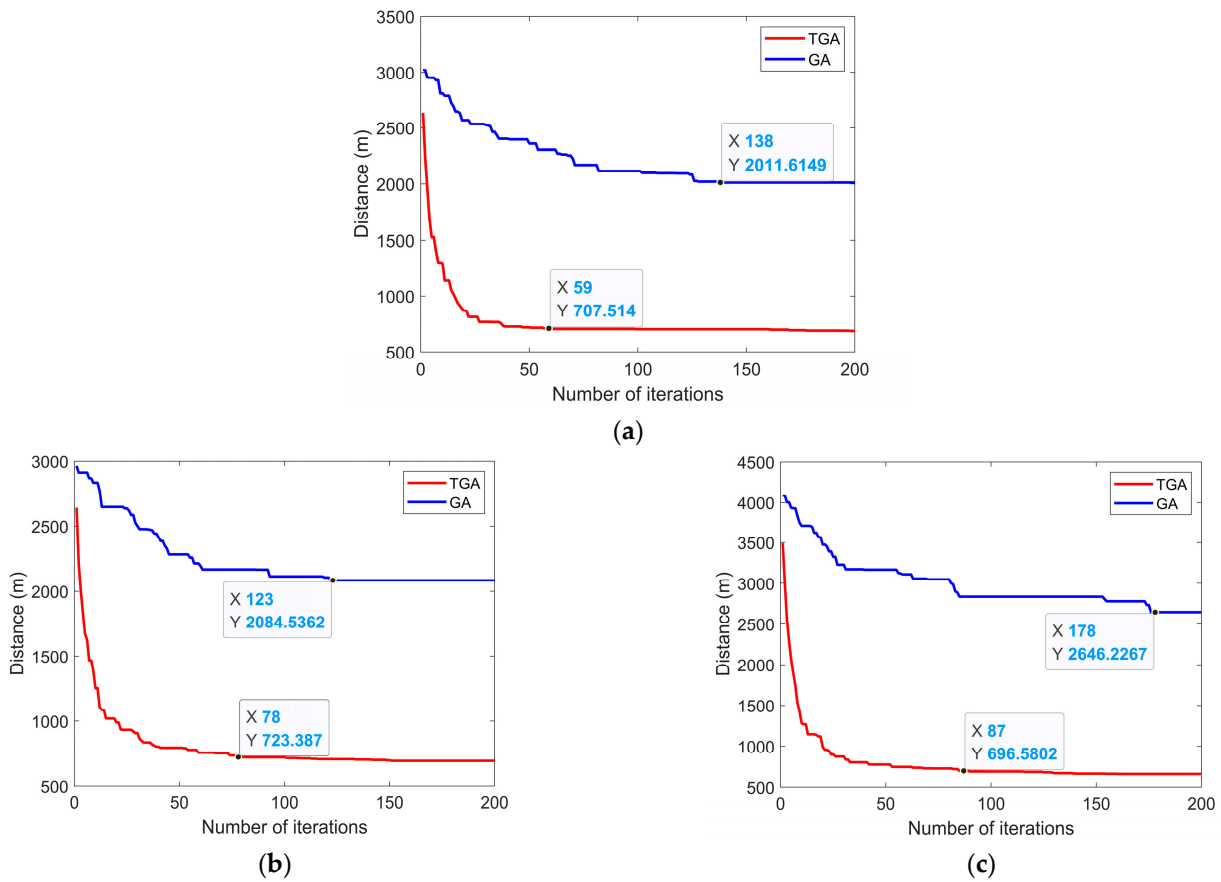 3500
3000
2500
2000
1500
1000
500
Distance (m)
TGA
GA
X 138
Y 2011.6149
X 59
Y 707.514
0 50 100 150 200
Number of iterations
(a)
3000
2500
2000
1500
1000
500
Distance (m)
TGA
GA
X 123
Y 2084.5362
X 78
Y 723.387
0 50 100 150 200
Number of iterations
(b)
4500
4000
3500
3000
2500
2000
1500
1000
500
Distance (m)
TGA
GA
X 178
Y 2646.2267
X 87
Y 696.5802
0 50 100 150 200
Number of iterations
(c)